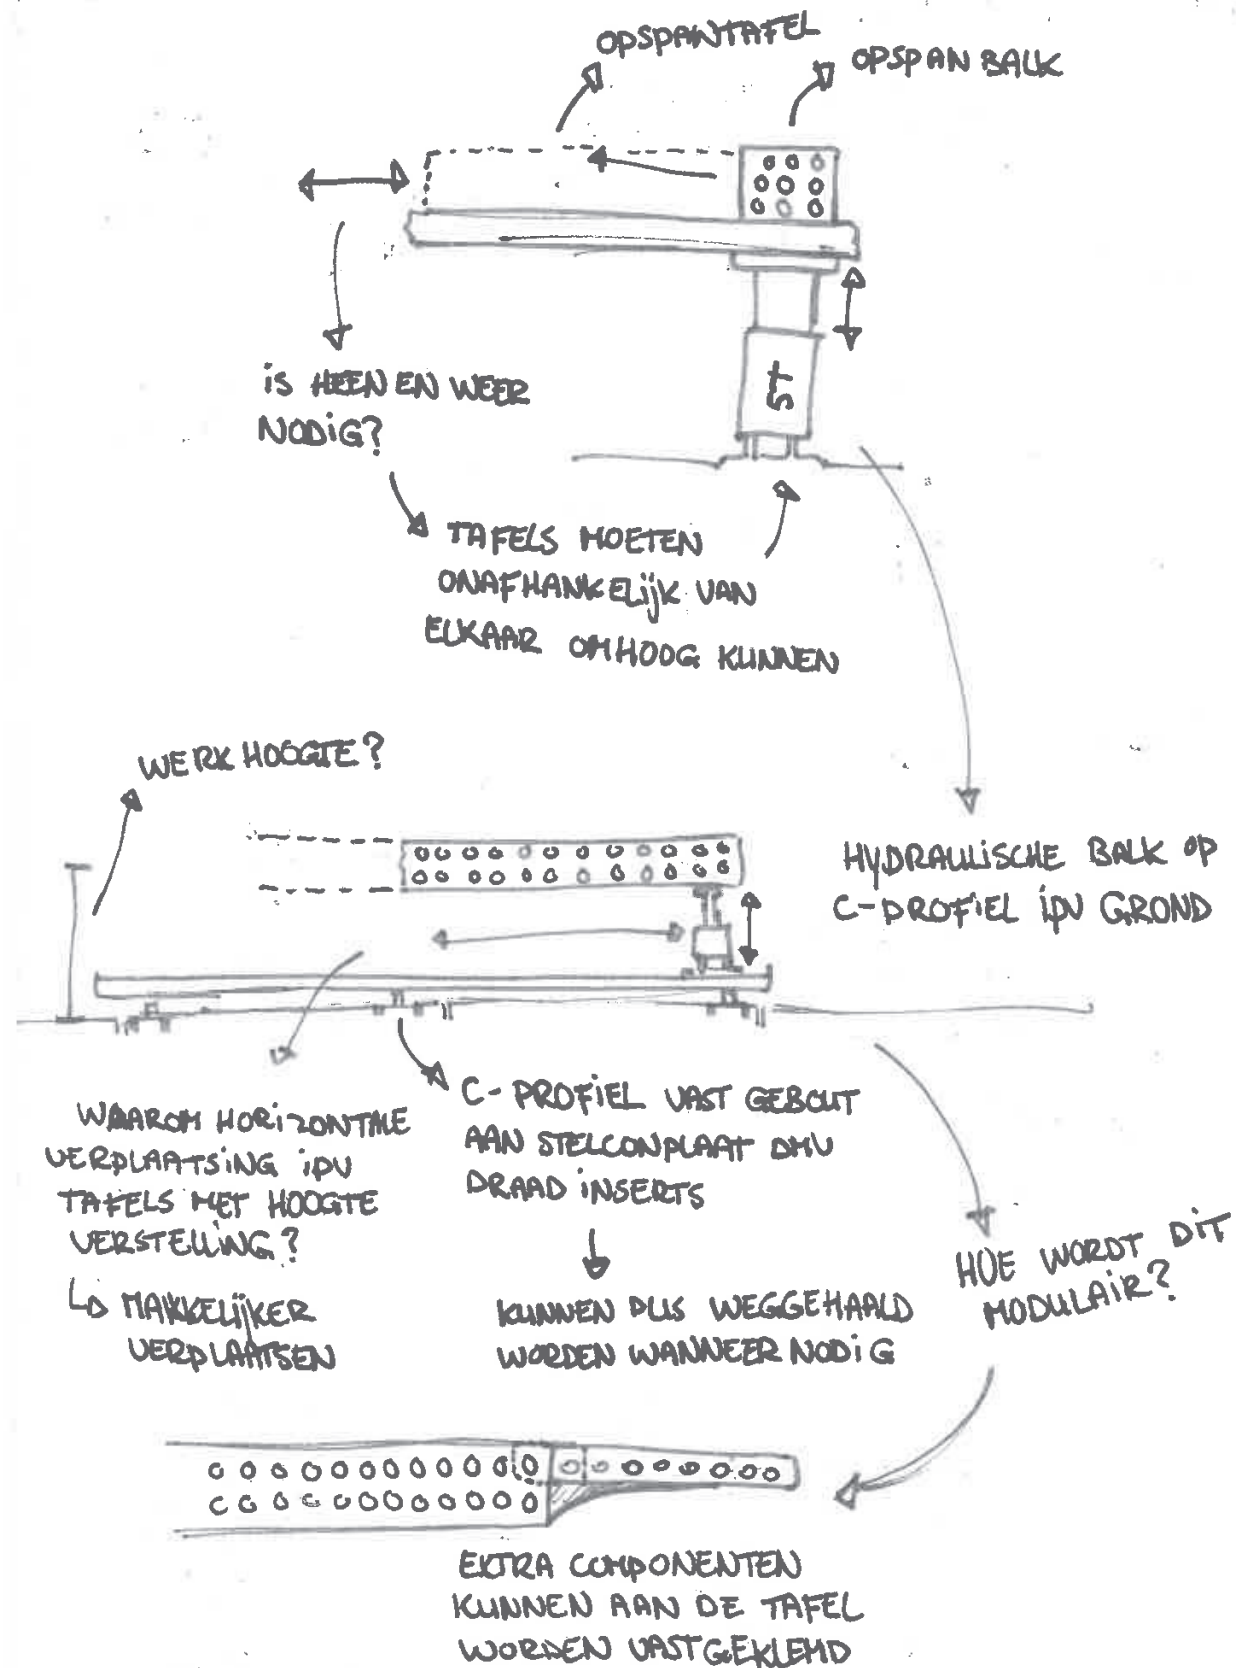 OPSPANTAFEL
OPSPAN BALK
iS HEEN EN WEER
NODiG?
5T
TAFELS MOETEN
ONAFHANKELijK VAN
ELKAAR OMHOOG KUNNEN
WERK HOOGTE?
HYDRAULISCHE BALK OP
C-PROFiEL ipv GROND
WAAROM HORiZONTALE
VERPLAATSiNG ipv
TAFELS MET HOOGTE
VERSTELLiNG?
MAKKELijKER
VERPLAATSEN
C-PROFiEL VAST GEBOUT
AAN STELCONPLAAT DMV
DRAAD iNSERTS
KUNNEN DUS WEGGEHAALD
WORDEN WANNEER NODiG
HOE WORDT DiT
MODULAiR?
EXTRA COMPONENTEN
KUNNEN AAN DE TAFEL
WORDEN VASTGEKLEMD